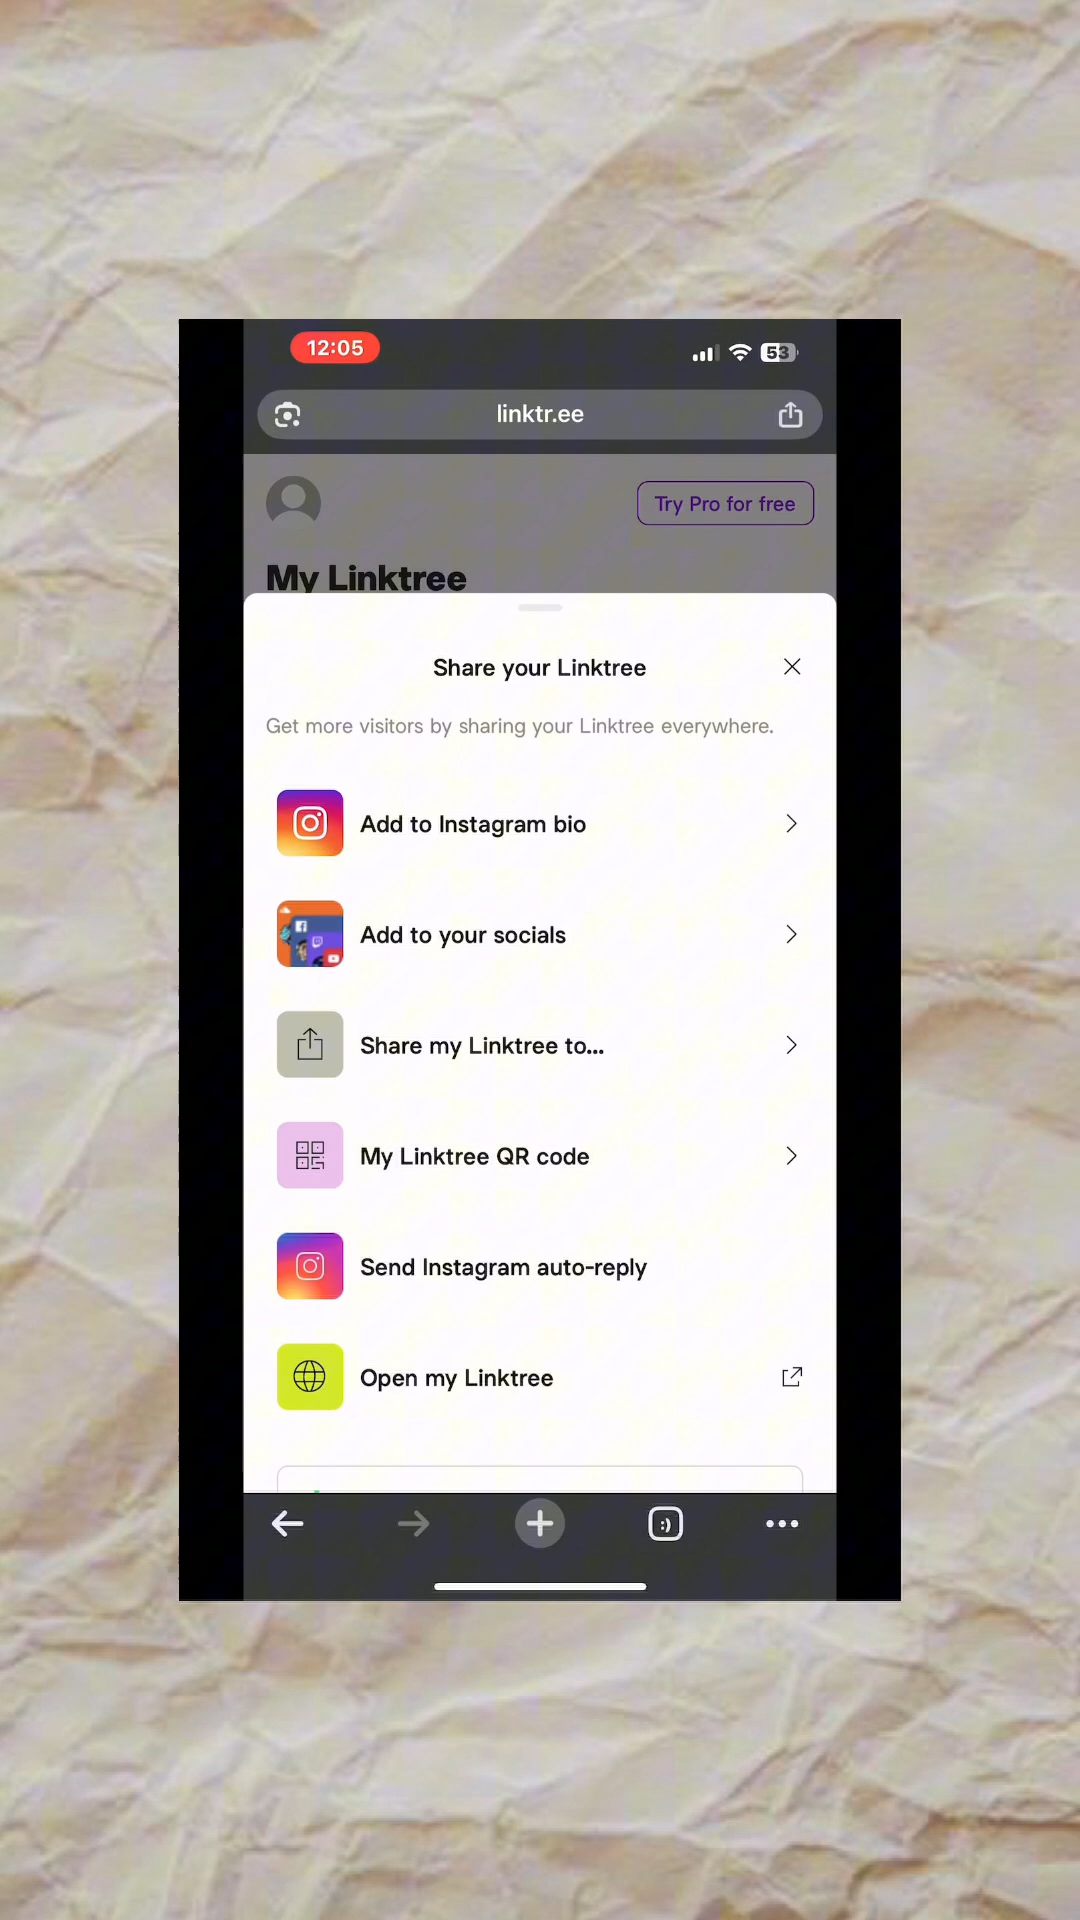 12:05
53
linktr.ee
Try Pro for free
My Linktree
Share your Linktree
Get more visitors by sharing your Linktree everywhere.
Add to Instagram bio
Add to your socials
Share my Linktree to...
My Linktree QR code
Send Instagram auto-reply
Open my Linktree
:)